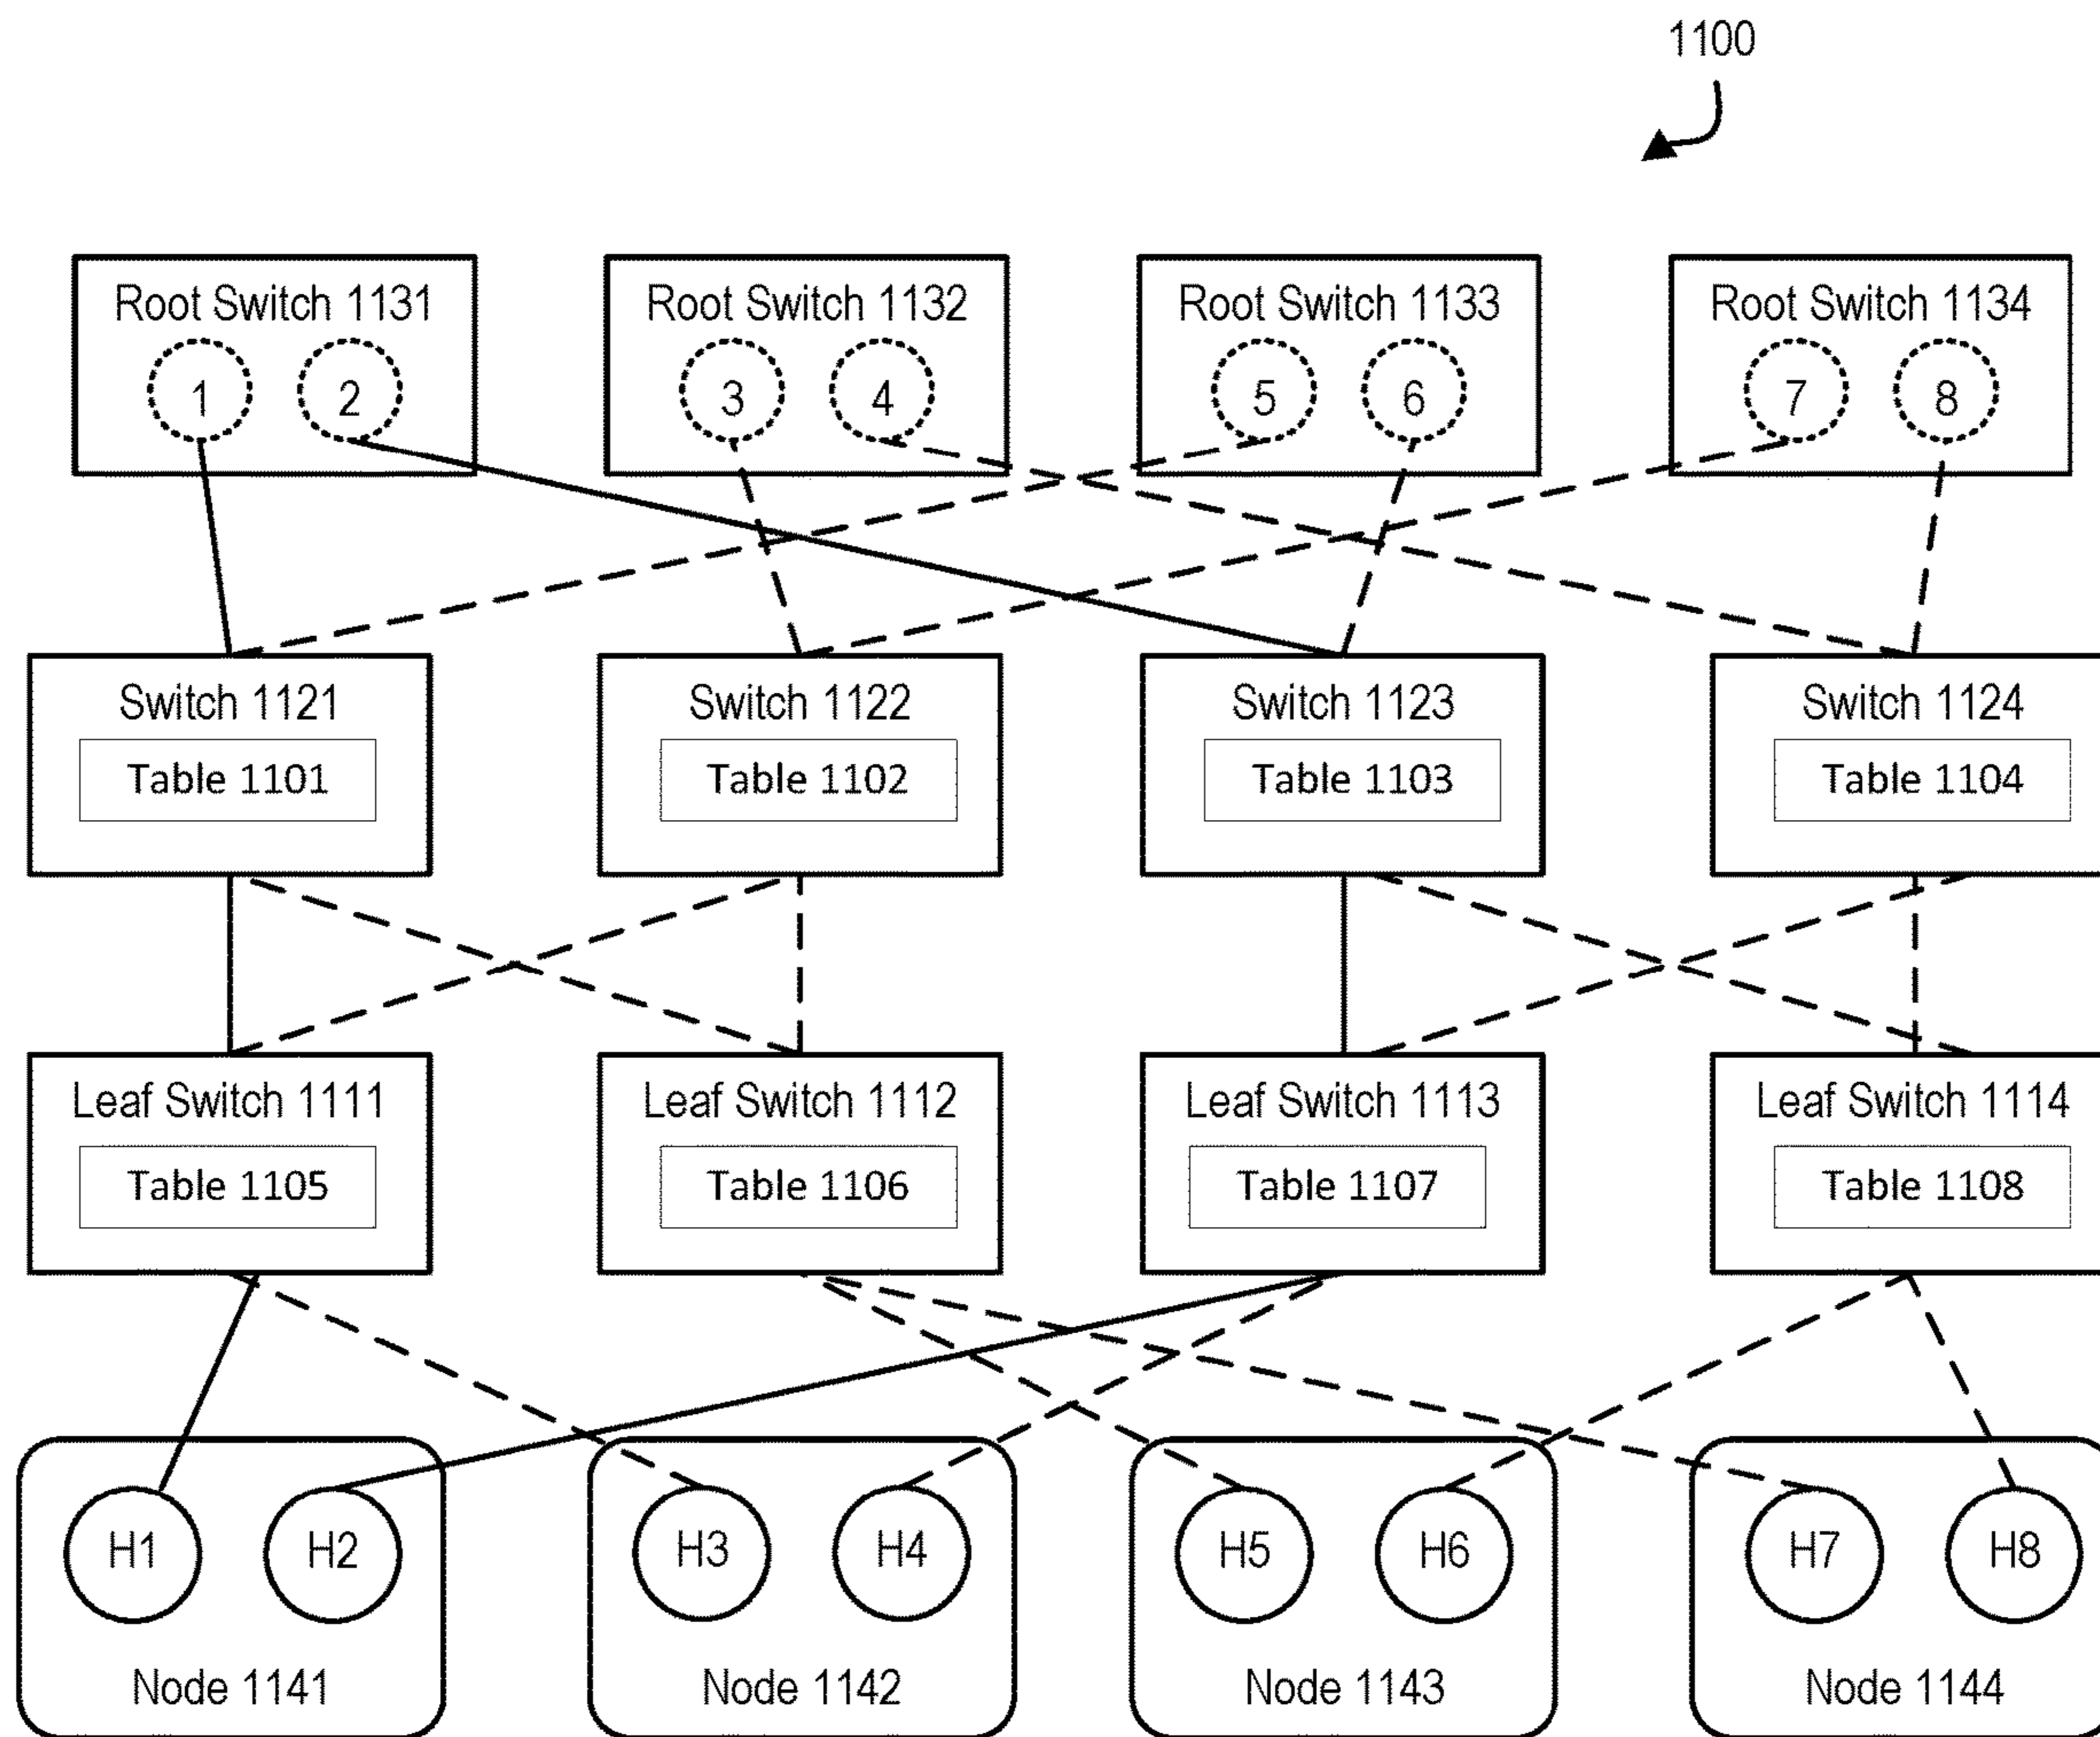 1100
Root Switch 1131
Root Switch 1132
Root Switch 1133
Root Switch 1134
1
2
3
4
5
6
7
8
Switch 1121
Switch 1122
Switch 1123
Switch 1124
Table 1101
Table 1102
Table 1103
Table 1104
Leaf Switch 1111
Leaf Switch 1112
Leaf Switch 1113
Leaf Switch 1114
Table 1105
Table 1106
Table 1107
Table 1108
H1
H2
H3
H4
H5
H6
H7
H8
Node 1141
Node 1142
Node 1143
Node 1144